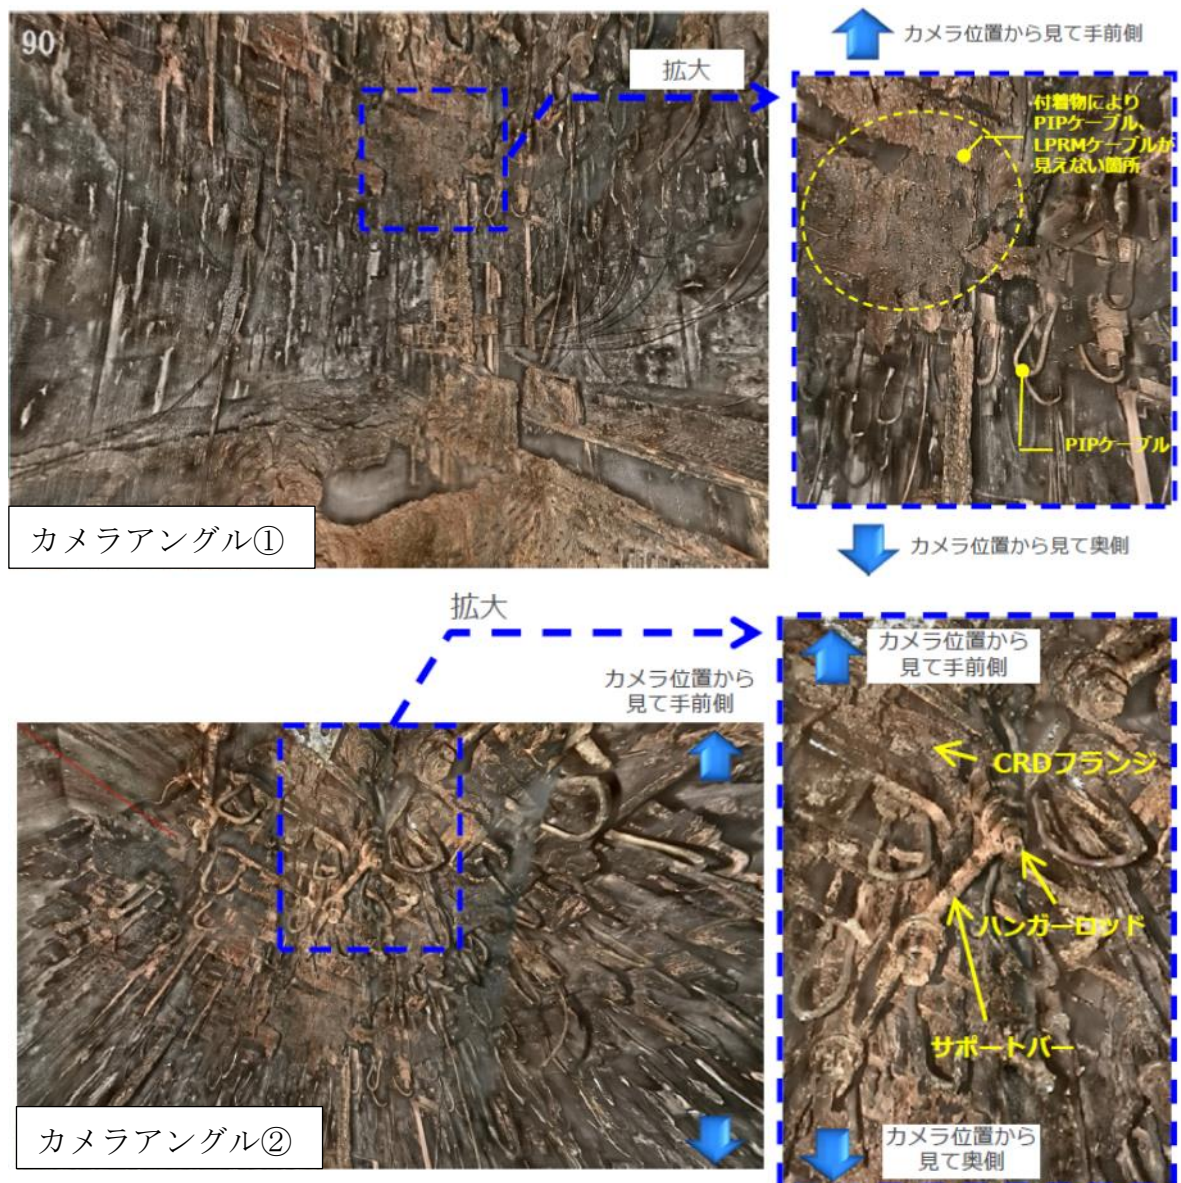 90
拡大
カメラ位置から見て手前側
付着物により
PIPケーブル、
LPRMケーブルが
見えない箇所
PIPケーブル
カメラアングル①
カメラ位置から見て奥側
拡大
カメラ位置から
見て手前側
カメラ位置から
見て手前側
CRDフランジ
ハンガーロッド
サポートバー
カメラアングル②
カメラ位置から
見て奥側